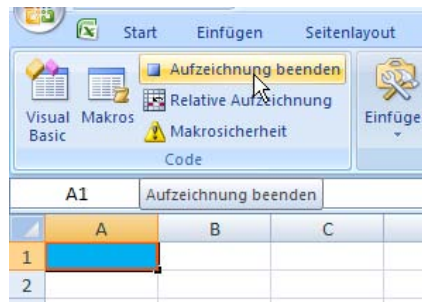 Start Einfügen Seitenlayout
Aufzeichnung beenden
Relative Aufzeichnung
Makrosicherheit
Visual Basic
Makros
Einfüge
Code
A1
Aufzeichnung beenden
A B C
1
2